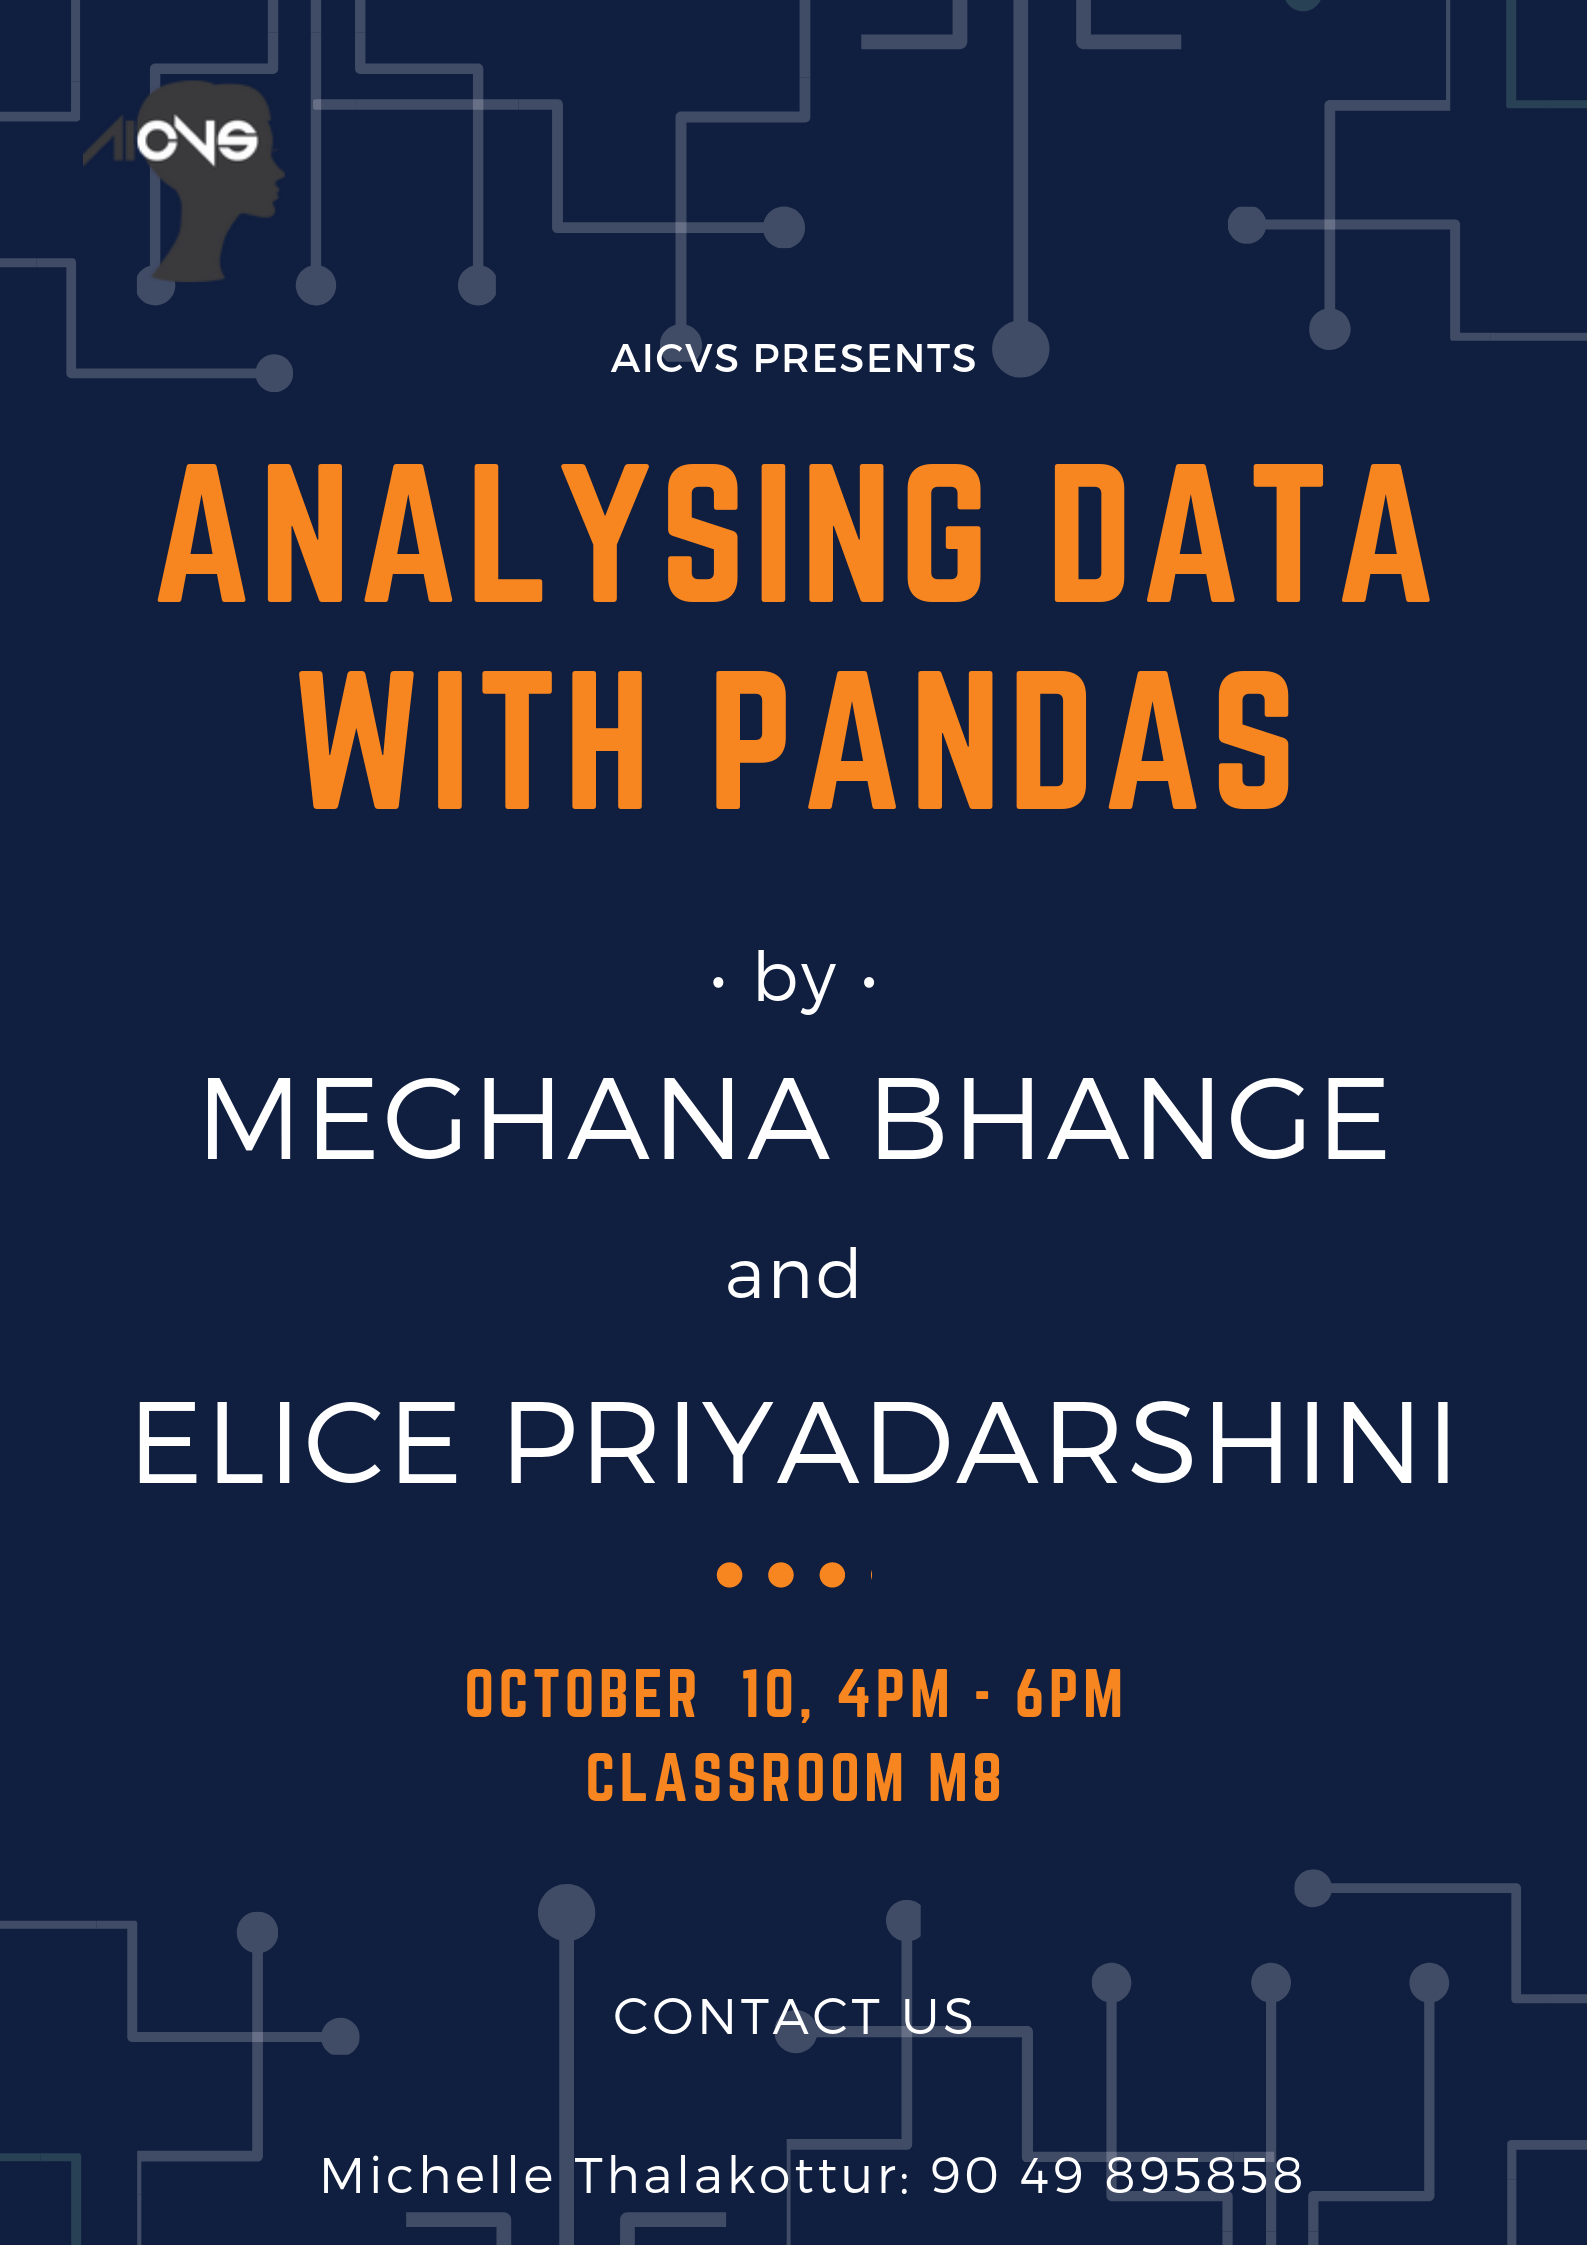 AICVS
AICVS PRESENTS
ANALYSING DATA
WITH PANDAS
• by •
MEGHANA BHANGE
and
ELICE PRIYADARSHINI
OCTOBER 10, 4PM - 6PM
CLASSROOM M8
CONTACT US
Michelle Thalakottur: 90 49 895858